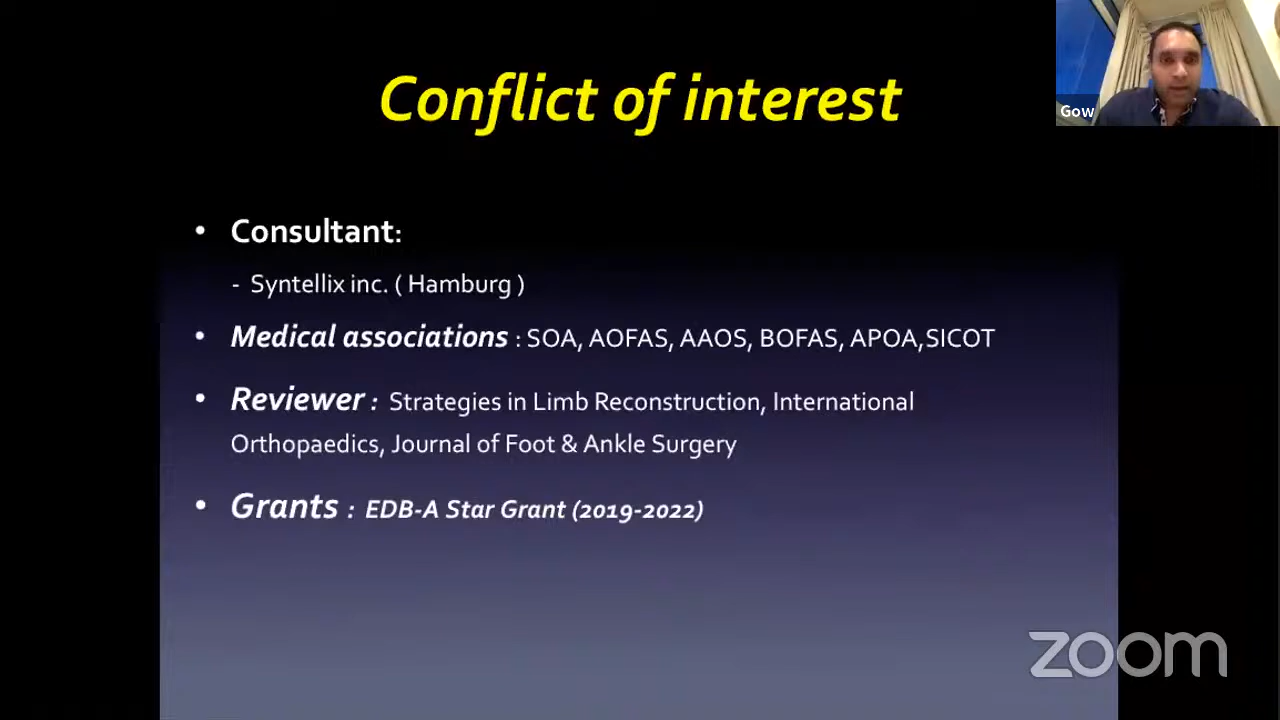 Conflict of interest
Gow
• Consultant:
- Syntellix inc. ( Hamburg )
• Medical associations : SOA, AOFAS, AAOS, BOFAS, APOA,SICOT
• Reviewer : Strategies in Limb Reconstruction, International
Orthopaedics, Journal of Foot & Ankle Surgery
• Grants : EDB-A Star Grant (2019-2022)
zoom